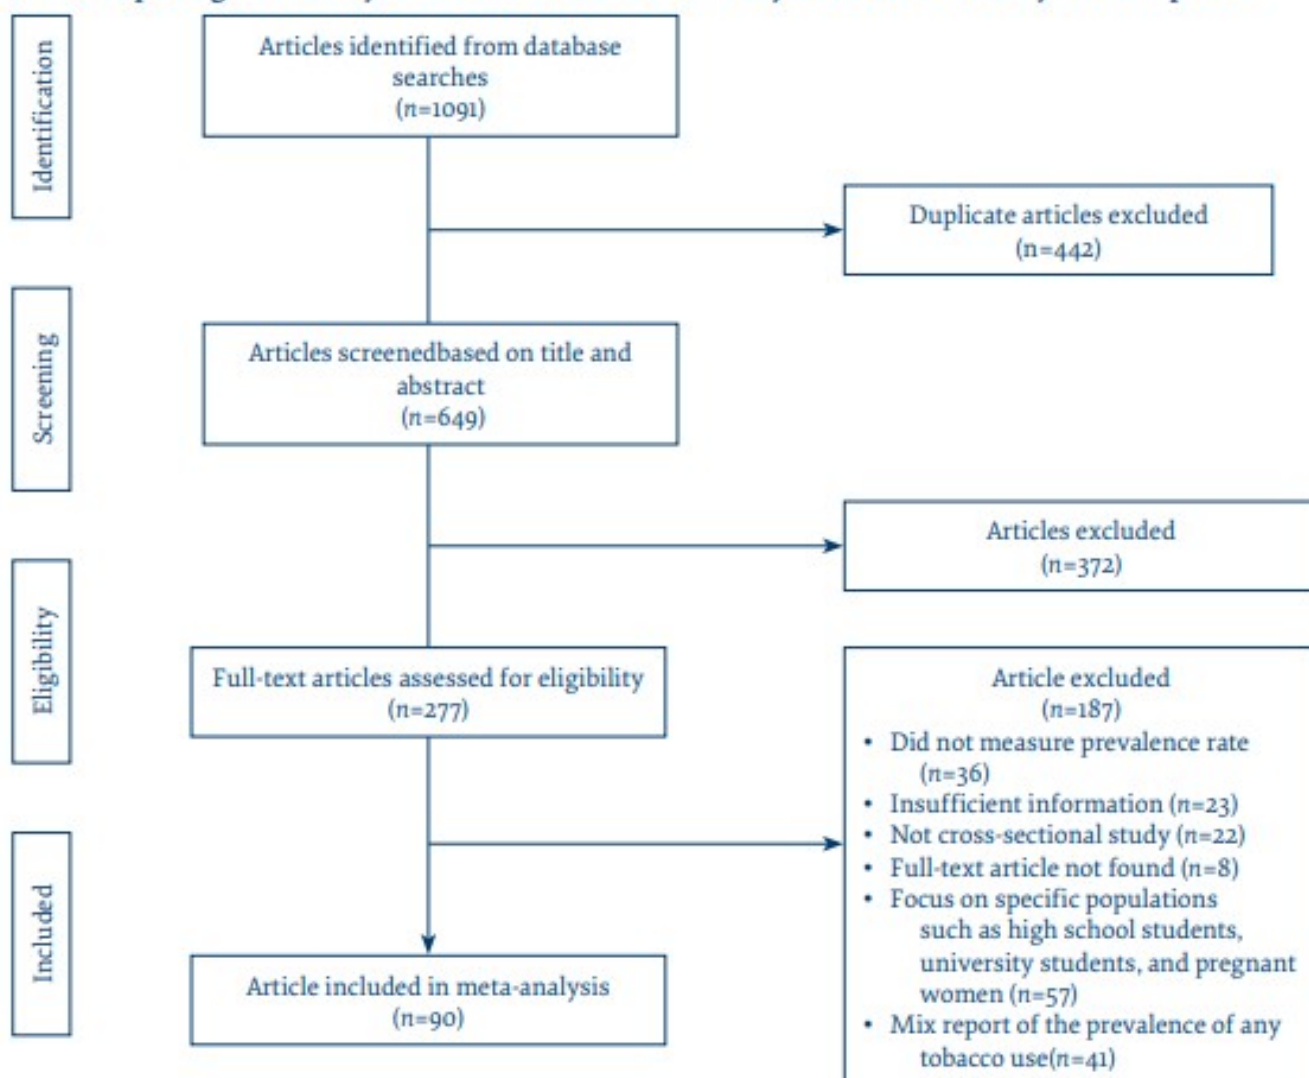 Identification
Articles identified from database
searches
(n=1091)
Duplicate articles excluded
(n=442)
Screening
Articles screenedbased on title and
abstract
(n=649)
Articles excluded
(n=372)
Eligibility
Full-text articles assessed for eligibility
(n=277)
Article excluded
(n=187)
• Did not measure prevalence rate
(n=36)
• Insufficient information (n=23)
• Not cross-sectional study (n=22)
• Full-text article not found (n=8)
• Focus on specific populations
such as high school students,
university students, and pregnant
women (n=57)
• Mix report of the prevalence of any
tobacco use(n=41)
Included
Article included in meta-analysis
(n=90)